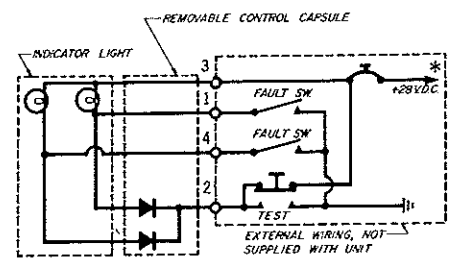 REMOVABLE CONTROL CAPSULE
INDICATOR LIGHT
3
*
+28V.D.C.
1
FAULT SW.
4
FAULT SW
2
TEST
EXTERNAL WIRING, NOT
SUPPLIED WITH UNIT